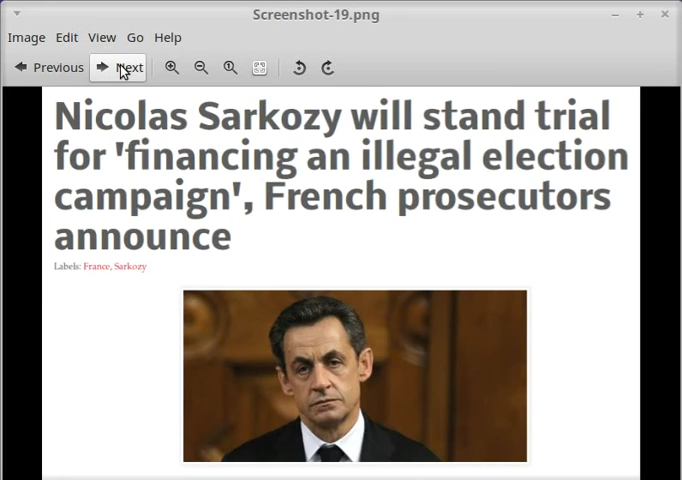 Screenshot-19.png
Image Edit View Go Help
Previous Next
Nicolas Sarkozy will stand trial
for 'financing an illegal election
campaign', French prosecutors
announce
Labels: France, Sarkozy